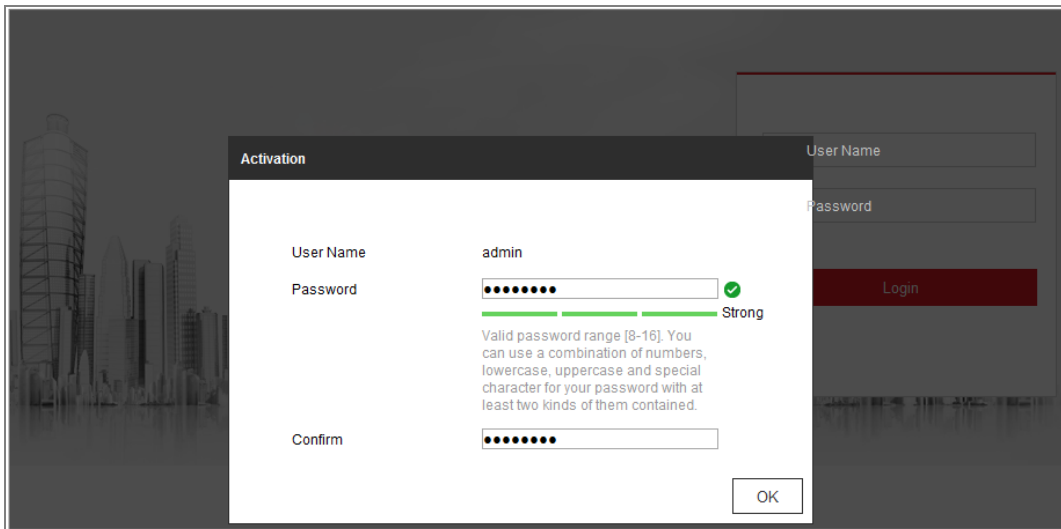 Activation
User Name
Password
Login
User Name admin
Password ●●●●●●●●
Strong
Valid password range [8-16]. You
can use a combination of numbers,
lowercase, uppercase and special
character for your password with at
least two kinds of them contained.
Confirm ●●●●●●●●
OK